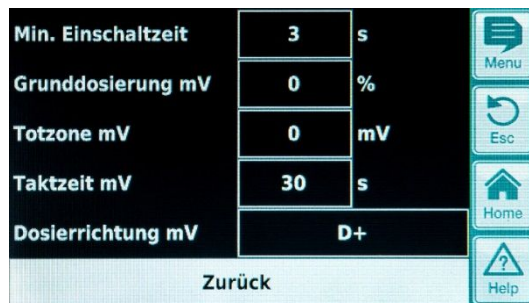 Min. Einschaltzeit 3 s
Menu
Grunddosierung mV 0 %
Totzone mV 0 mV
Esc
Taktzeit mV 30 s
Home
Dosierrichtung mV D+
Zurück
Help